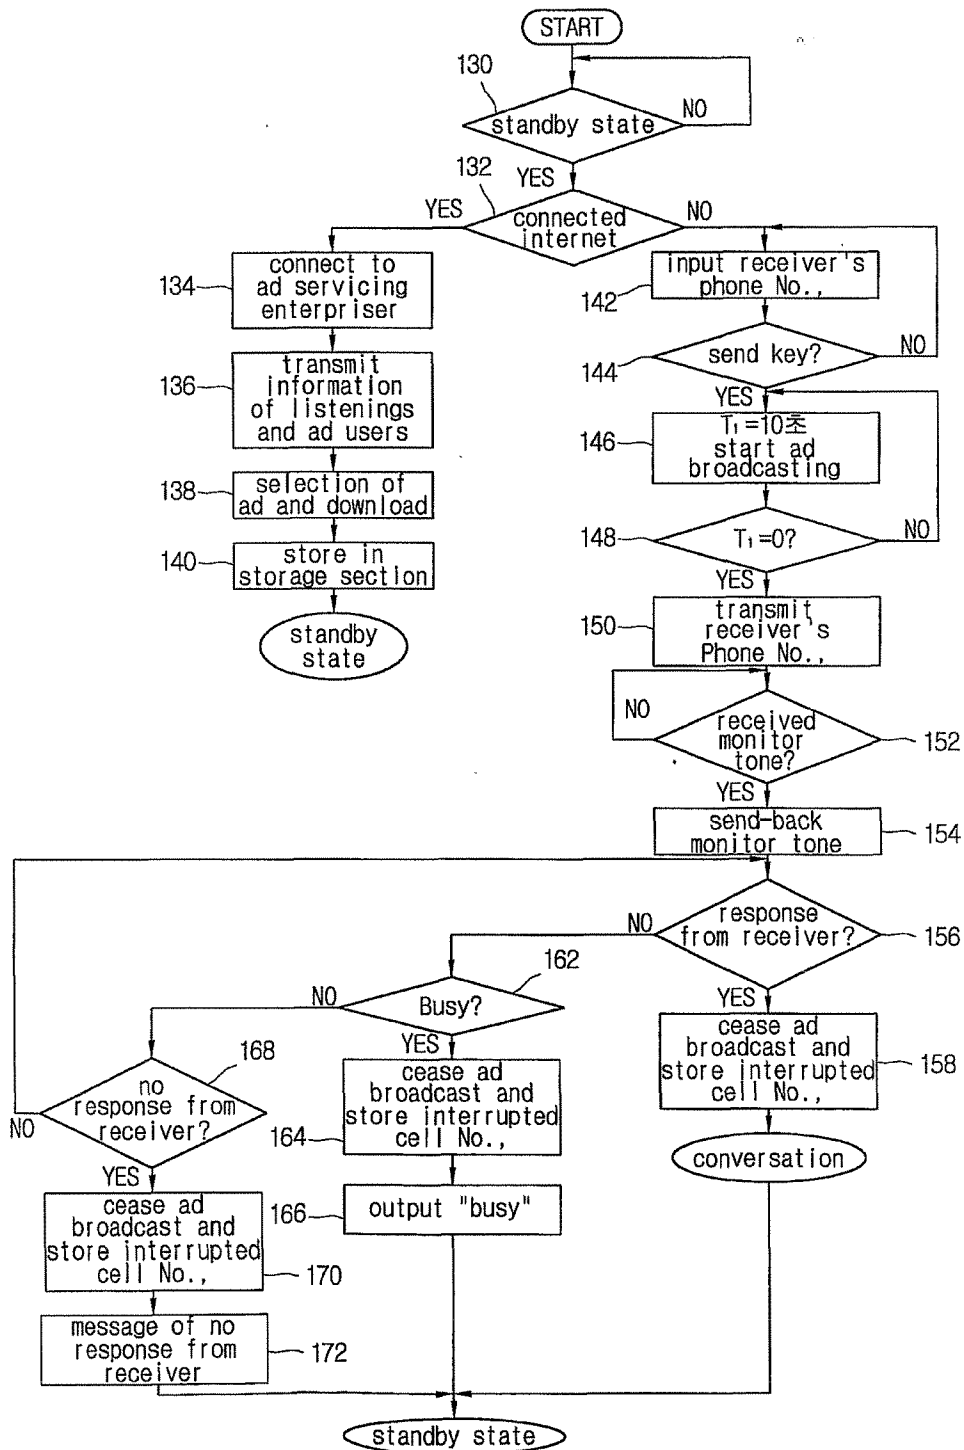 START
130
standby state
NO
YES
132
YES
connected
internet
NO
134
connect to
ad servicing
enterpriser
136
transmit
information
of listenings
and ad users
138
selection of
ad and download
140
store in
storage section
standby
state
input receiver's
phone No.,
142
send key?
NO
144
YES
T₁=10초
start ad
broadcasting
146
T₁=0?
NO
148
YES
transmit
receiver's
Phone No.,
150
NO
received
monitor
tone?
152
YES
send-back
monitor tone
154
NO
response
from receiver?
156
YES
cease ad
broadcast and
store interrupted
cell No.,
158
conversation
162
NO
Busy?
YES
cease ad
broadcast and
store interrupted
cell No.,
164
output "busy"
166
168
no
response from
receiver?
NO
YES
cease ad
broadcast and
store interrupted
cell No.,
170
message of no
response from
receiver
172
standby state